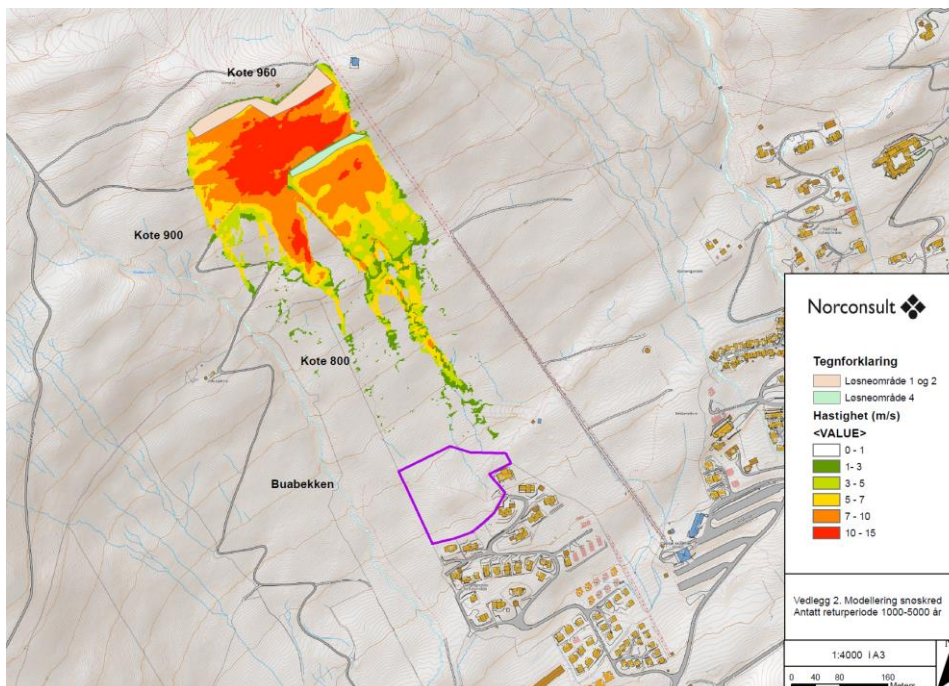 Kote 960
Kote 900
Kote 800
Buabekken
Norconsult
Tegnforklaring
Løsneområde 1 og 2
Løsneområde 4
Hastighet (m/s)
<VALUE>
0 - 1
1- 3
3 - 5
5 - 7
7 - 10
10 - 15
Vedlegg 2. Modellering snøskred
Antatt returperiode 1000-5000 år
1:4000 i A3
0 40 80 160
Meters